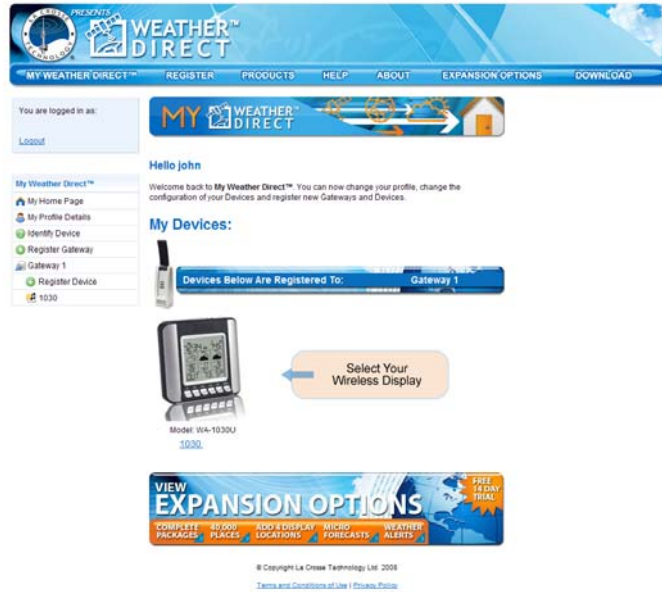 LA CROSSE
TECHNOLOGY
PRESENTS
WEATHER™
DIRECT
MY WEATHER DIRECT™ REGISTER PRODUCTS HELP ABOUT EXPANSION OPTIONS DOWNLOAD
You are logged in as:
Logout
MY WEATHER™
DIRECT
Hello john
My Weather Direct™
Welcome back to My Weather Direct™. You can now change your profile, change the
configuration of your Devices and register new Gateways and Devices.
My Home Page
My Profile Details
Identify Device
Register Gateway
Gateway 1
Register Device
1030
My Devices:
Devices Below Are Registered To: Gateway 1
Select Your
Wireless Display
Model: WA-1030U
1030
VIEW
EXPANSION OPTIONS
FREE
14 DAY
TRIAL
COMPLETE PACKAGES
40,000 PLACES
ADD 4 DISPLAY LOCATIONS
MICRO FORECASTS
WEATHER ALERTS
© Copyright La Crosse Technology Ltd. 2008
Terms and Conditions of Use | Privacy Policy